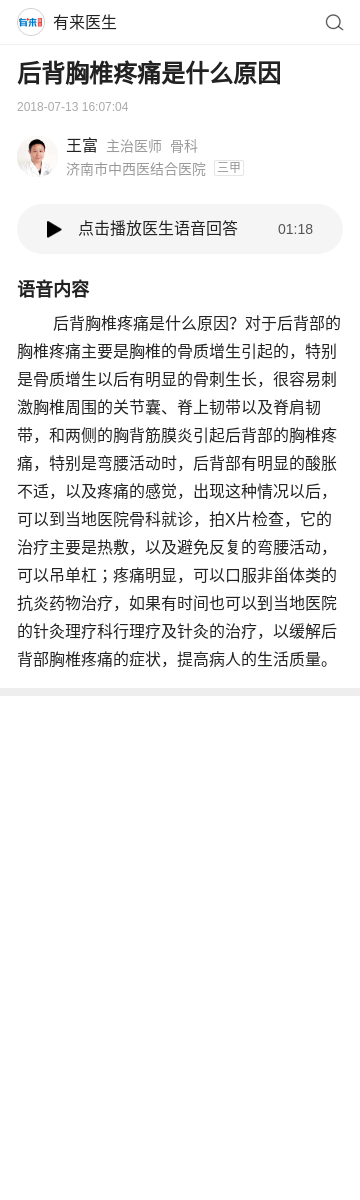 有来医生
后背胸椎疼痛是什么原因
2018-07-13 16:07:04
王富 主治医师 骨科
济南市中西医结合医院 三甲
点击播放医生语音回答 01:18
语音内容
后背胸椎疼痛是什么原因？对于后背部的
胸椎疼痛主要是胸椎的骨质增生引起的，特别
是骨质增生以后有明显的骨刺生长，很容易刺
激胸椎周围的关节囊、脊上韧带以及脊肩韧
带，和两侧的胸背筋膜炎引起后背部的胸椎疼
痛，特别是弯腰活动时，后背部有明显的酸胀
不适，以及疼痛的感觉，出现这种情况以后，
可以到当地医院骨科就诊，拍X片检查，它的
治疗主要是热敷，以及避免反复的弯腰活动，
可以吊单杠；疼痛明显，可以口服非甾体类的
抗炎药物治疗，如果有时间也可以到当地医院
的针灸理疗科行理疗及针灸的治疗，以缓解后
背部胸椎疼痛的症状，提高病人的生活质量。